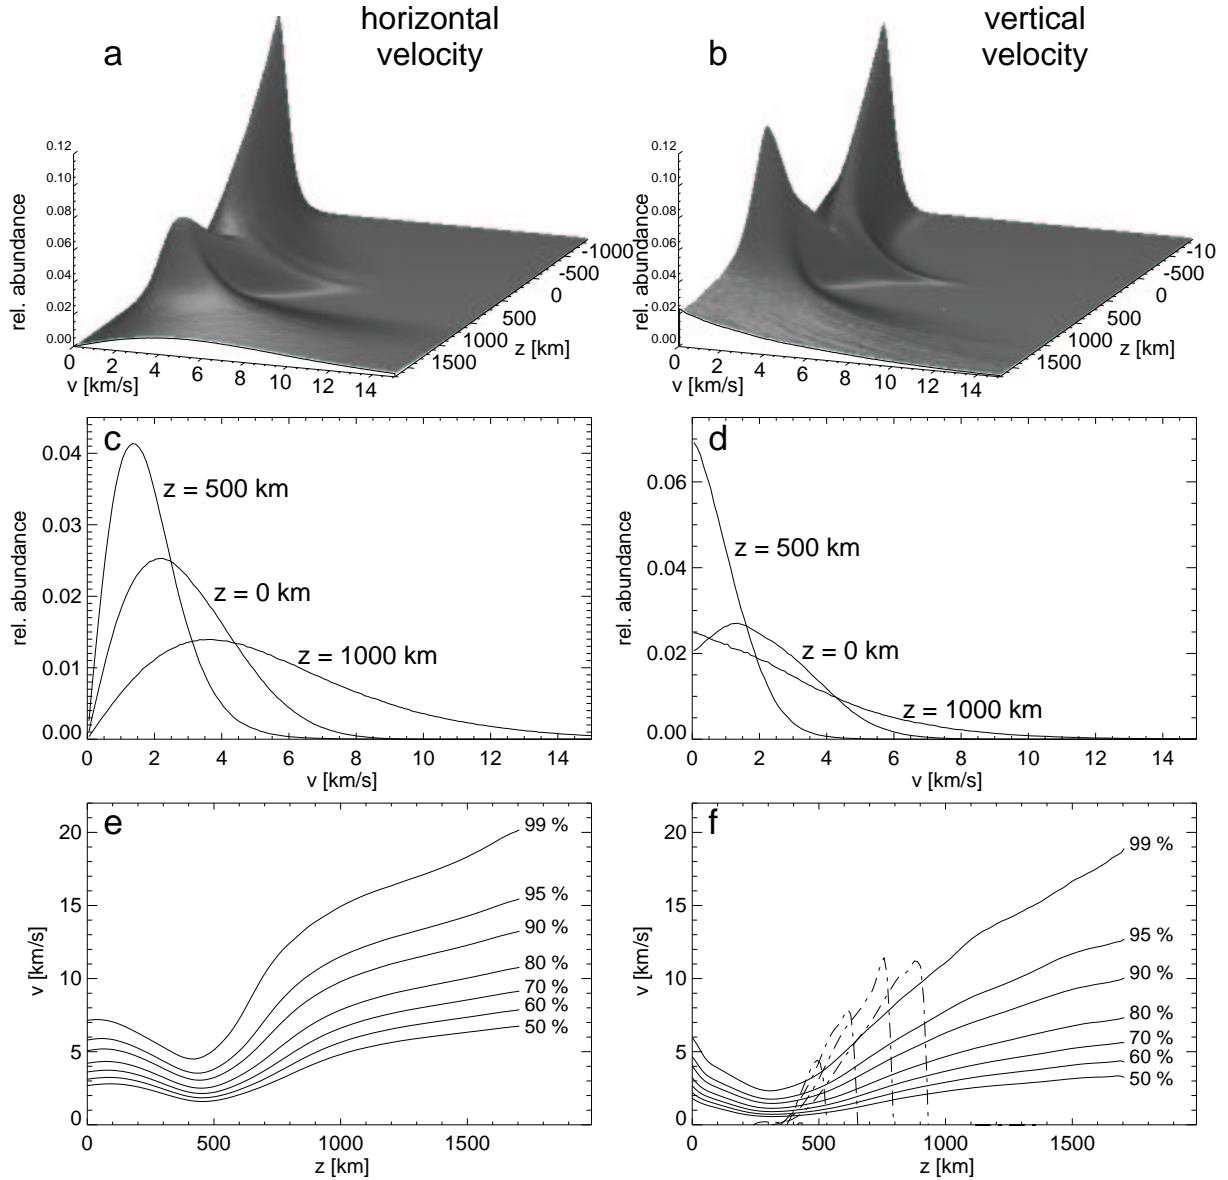 horizontal
velocity
a
0.12
0.10
0.08
0.06
0.04
0.02
0.00
rel. abundance
0
2
4
6
8
10
12
14
v [km/s]
-1000
-500
0
500
1000
1500
z [km]
vertical
velocity
b
0.12
0.10
0.08
0.06
0.04
0.02
0.00
rel. abundance
0
2
4
6
8
10
12
14
v [km/s]
-10
-500
0
500
1000
1500
z [km]
c
0.04
0.03
0.02
0.01
0.00
rel. abundance
z = 500 km
z = 0 km
z = 1000 km
0 2 4 6 8 10 12 14
v [km/s]
d
0.06
0.04
0.02
0.00
rel. abundance
z = 500 km
z = 0 km
z = 1000 km
0 2 4 6 8 10 12 14
v [km/s]
e
20
15
10
5
0
v [km/s]
99 %
95 %
90 %
80 %
70 %
60 %
50 %
0 500 1000 1500
z [km]
f
20
15
10
5
0
v [km/s]
99 %
95 %
90 %
80 %
70 %
60 %
50 %
0 500 1000 1500
z [km]